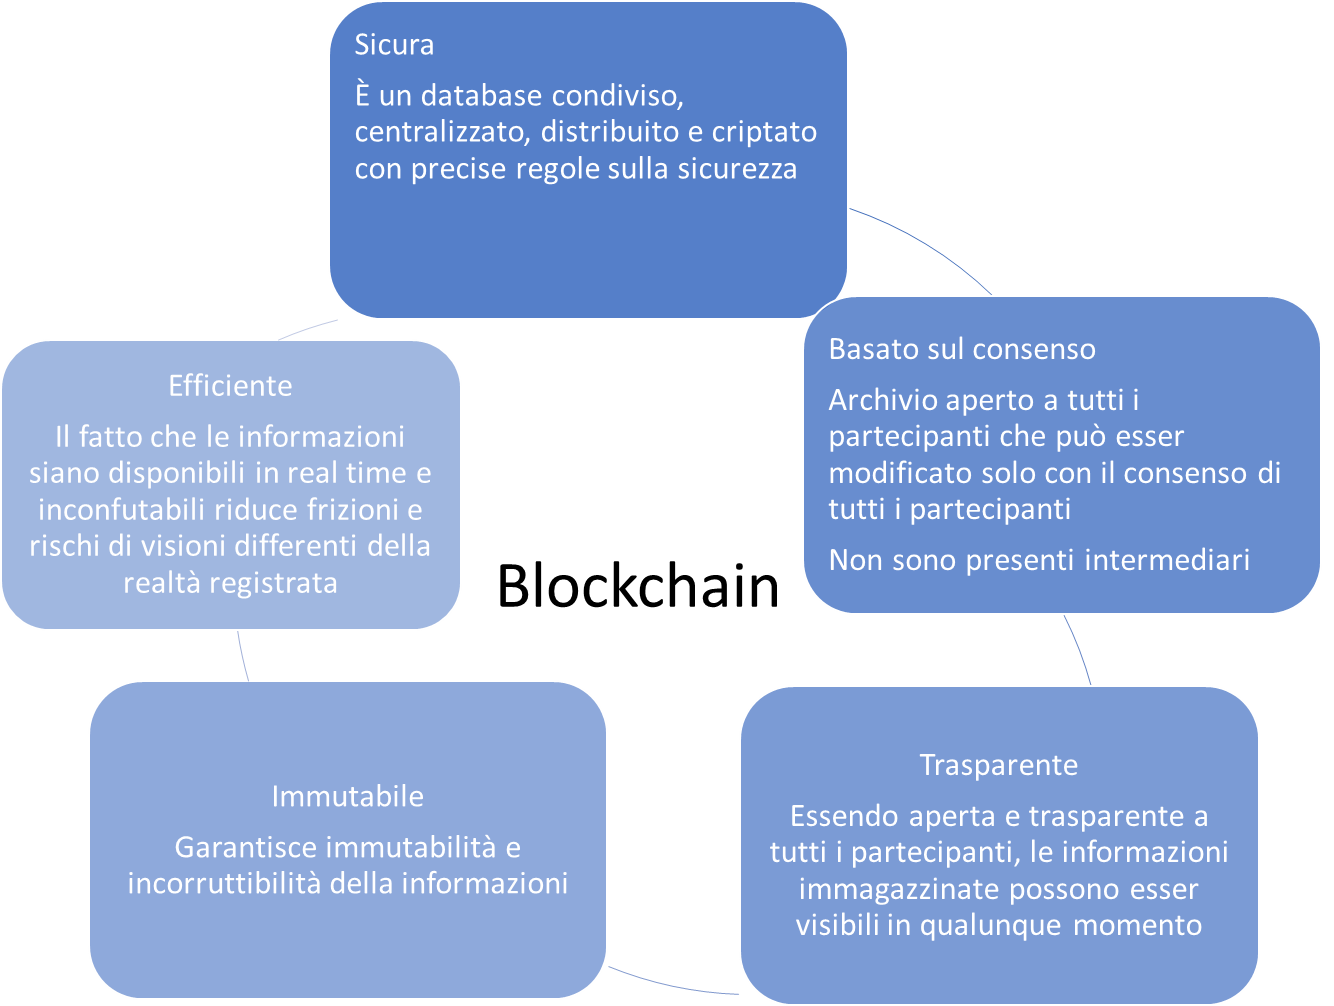 Sicura
È un database condiviso,
centralizzato, distribuito e criptato
con precise regole sulla sicurezza
Basato sul consenso
Archivio aperto a tutti i
partecipanti che può esser
modificato solo con il consenso di
tutti i partecipanti
Non sono presenti intermediari
Trasparente
Essendo aperta e trasparente a
tutti i partecipanti, le informazioni
immagazzinate possono esser
visibili in qualunque momento
Immutabile
Garantisce immutabilità e
incorruttibilità della informazioni
Efficiente
Il fatto che le informazioni
siano disponibili in real time e
inconfutabili riduce frizioni e
rischi di visioni differenti della
realtà registrata
Blockchain